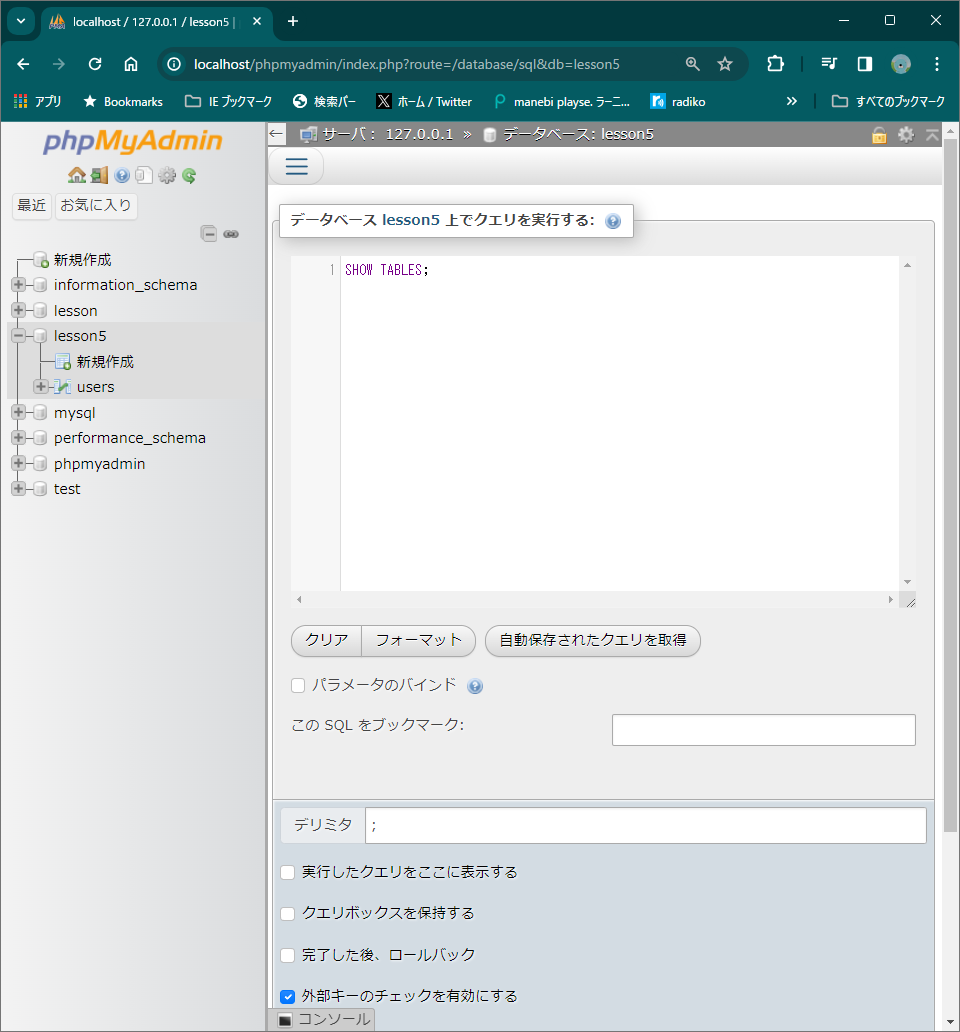 localhost / 127.0.0.1 / lesson5 |
localhost/phpmyadmin/index.php?route=/database/sql&db=lesson5
アプリ Bookmarks IE ブックマーク 検索バー ホーム / Twitter manebi playse. ラーニ... radiko » すべてのブックマーク
phpMyAdmin
最近 お気に入り
新規作成
information_schema
lesson
lesson5
新規作成
users
mysql
performance_schema
phpmyadmin
test
サーバ: 127.0.0.1 » データベース: lesson5
データベース lesson5 上でクエリを実行する:
1 SHOW TABLES;
クリア フォーマット 自動保存されたクエリを取得
パラメータのバインド
この SQL をブックマーク:
デリミタ ;
実行したクエリをここに表示する
クエリボックスを保持する
完了した後、ロールバック
外部キーのチェックを有効にする
コンソール